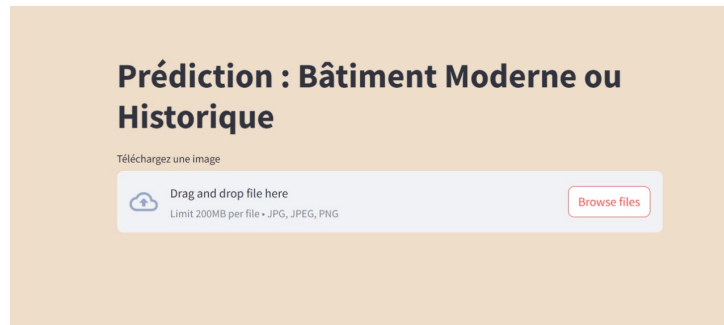 Prédiction : Bâtiment Moderne ou
Historique
Téléchargez une image
Drag and drop file here
Limit 200MB per file • JPG, JPEG, PNG
Browse files